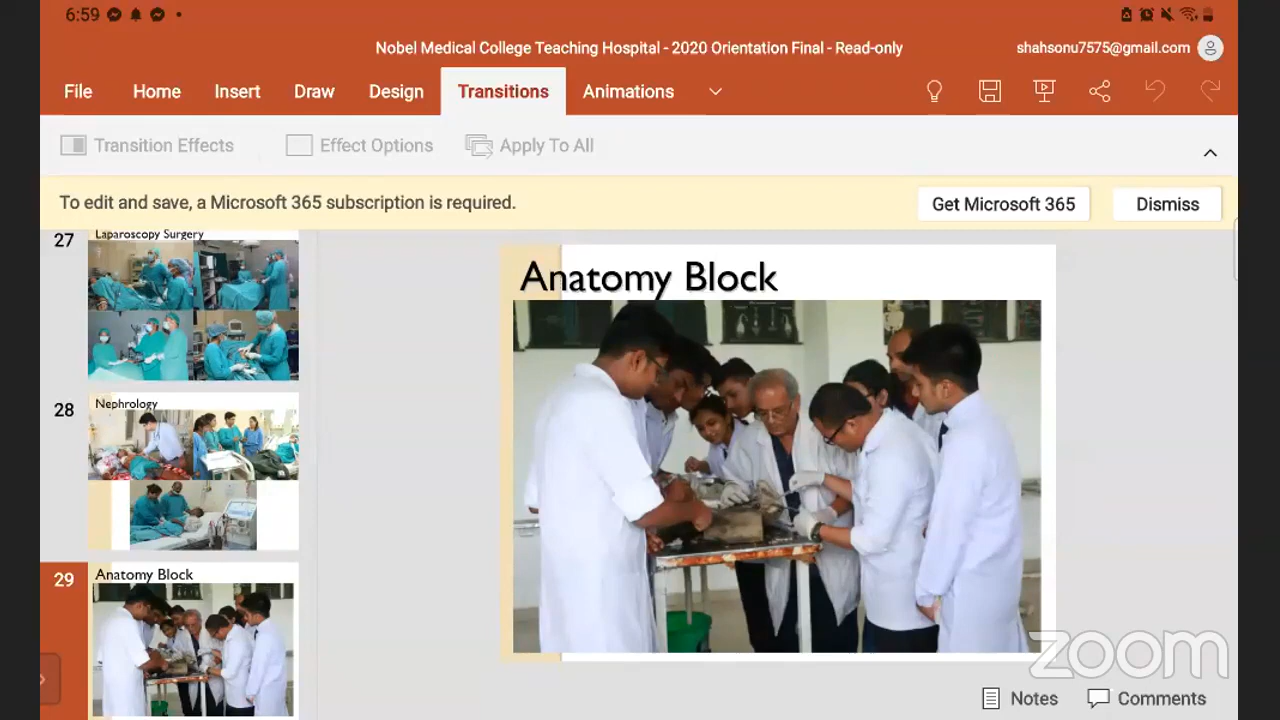 6:59
Nobel Medical College Teaching Hospital - 2020 Orientation Final - Read-only
shahsonu7575@gmail.com
File Home Insert Draw Design Transitions Animations
Transition Effects Effect Options Apply To All
To edit and save, a Microsoft 365 subscription is required.
Get Microsoft 365 Dismiss
27
Laparoscopy Surgery
28
Nephrology
29
Anatomy Block
Anatomy Block
zoom
Notes Comments